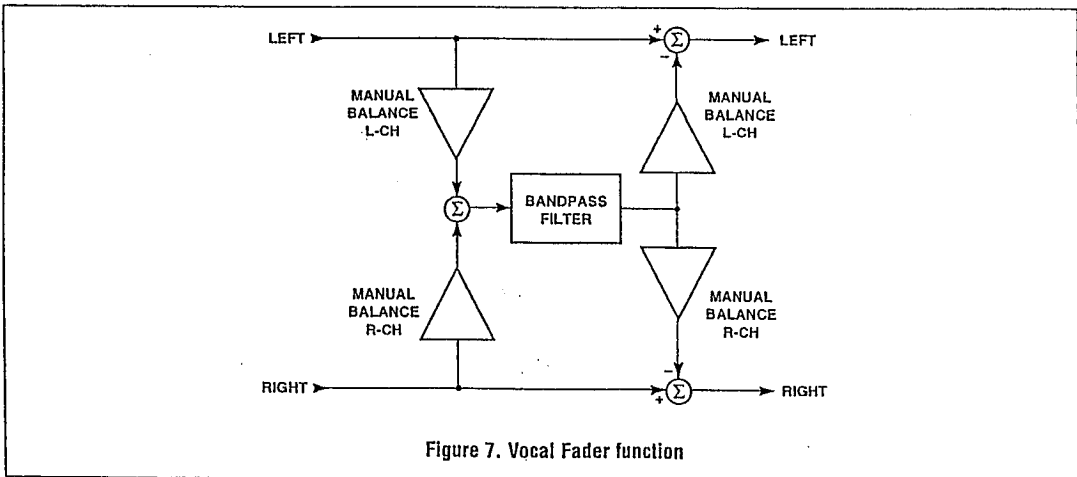 LEFT
+
Σ
LEFT
−
MANUAL
BALANCE
L-CH
MANUAL
BALANCE
L-CH
Σ
BANDPASS
FILTER
MANUAL
BALANCE
R-CH
MANUAL
BALANCE
R-CH
−
RIGHT
+
Σ
RIGHT
Figure 7. Vocal Fader function